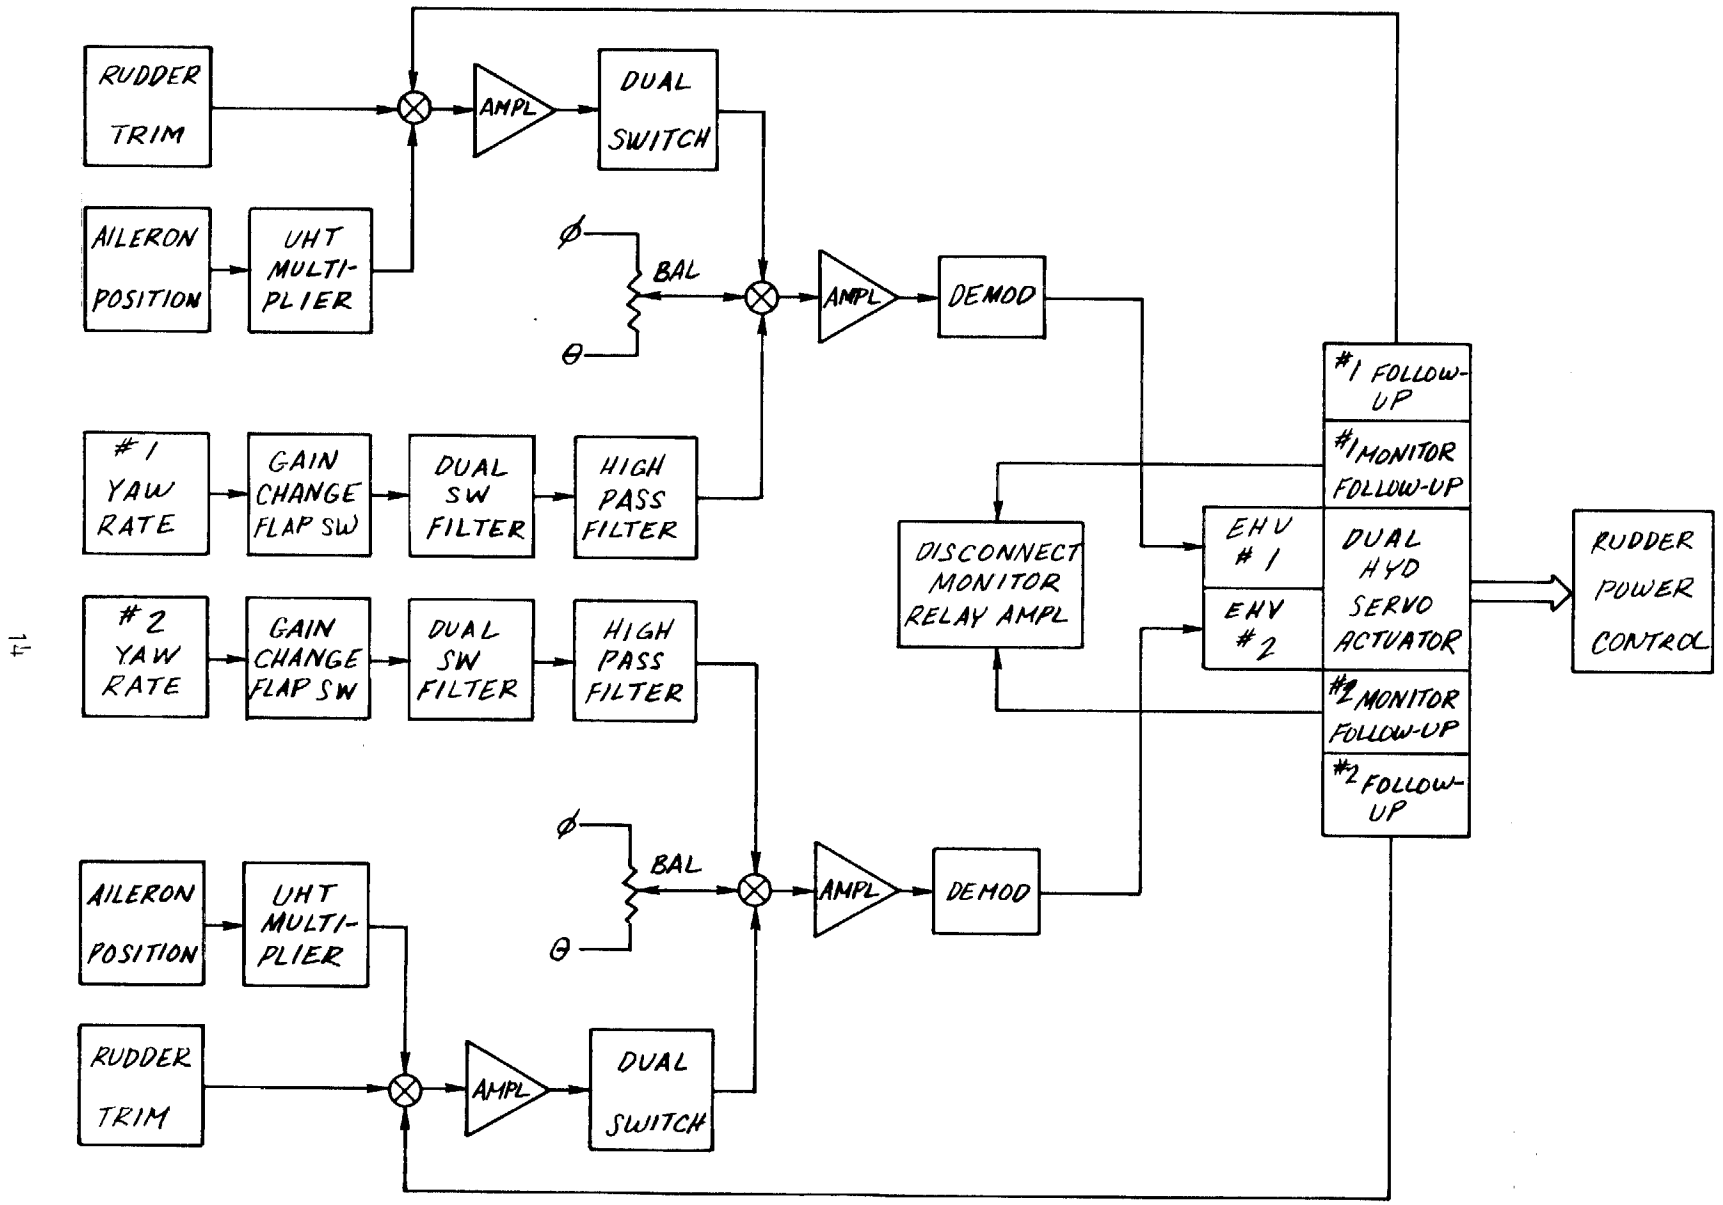 RUDDER
TRIM
AMPL
DUAL
SWITCH
AILERON
POSITION
UHT
MULTI-
PLIER
ϕ
BAL
θ
AMPL
DEMOD
#1 FOLLOW-
UP
#1 MONITOR
FOLLOW-UP
#1
YAW
RATE
GAIN
CHANGE
FLAP SW
DUAL
SW
FILTER
HIGH
PASS
FILTER
DISCONNECT
MONITOR
RELAY AMPL
EHV
#1
DUAL
HYD
SERVO
ACTUATOR
EHV
#2
RUDDER
POWER
CONTROL
14
#2
YAW
RATE
GAIN
CHANGE
FLAP SW
DUAL
SW
FILTER
HIGH
PASS
FILTER
#2 MONITOR
FOLLOW-UP
#2 FOLLOW-
UP
ϕ
BAL
θ
AMPL
DEMOD
AILERON
POSITION
UHT
MULTI-
PLIER
RUDDER
TRIM
AMPL
DUAL
SWITCH